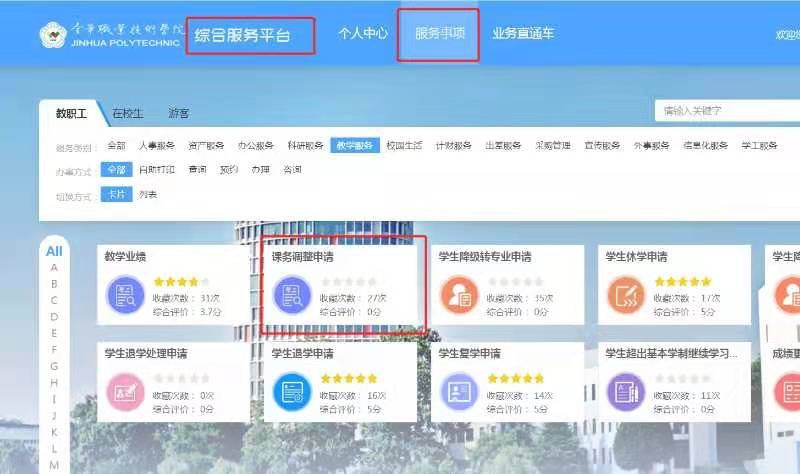 金华职业技术学院
JINHUA POLYTECHNIC
综合服务平台
个人中心
服务事项
业务直通车
教职工
在校生
游客
请输入关键字
服务类别：
全部
人事服务
资产服务
办公服务
科研服务
教学服务
校园生活
计财服务
出差服务
采购管理
宣传服务
外事服务
信息化服务
学工服务
办事方式：
全部
自助打印
查询
预约
办理
咨询
切换方式：
卡片
列表
All
A
B
C
D
E
F
G
H
I
J
K
L
M
教学业绩
收藏次数： 31次
综合评价： 3.7分
课务调整申请
收藏次数： 27次
综合评价： 0分
学生降级转专业申请
收藏次数： 35次
综合评价： 0分
学生休学申请
收藏次数： 17次
综合评价： 5分
学生降
学生退学处理申请
收藏次数： 0次
综合评价： 0分
学生退学申请
收藏次数： 16次
综合评价： 5分
学生复学申请
收藏次数： 14次
综合评价： 5分
学生超出基本学制继续学习...
收藏次数： 11次
综合评价： 0分